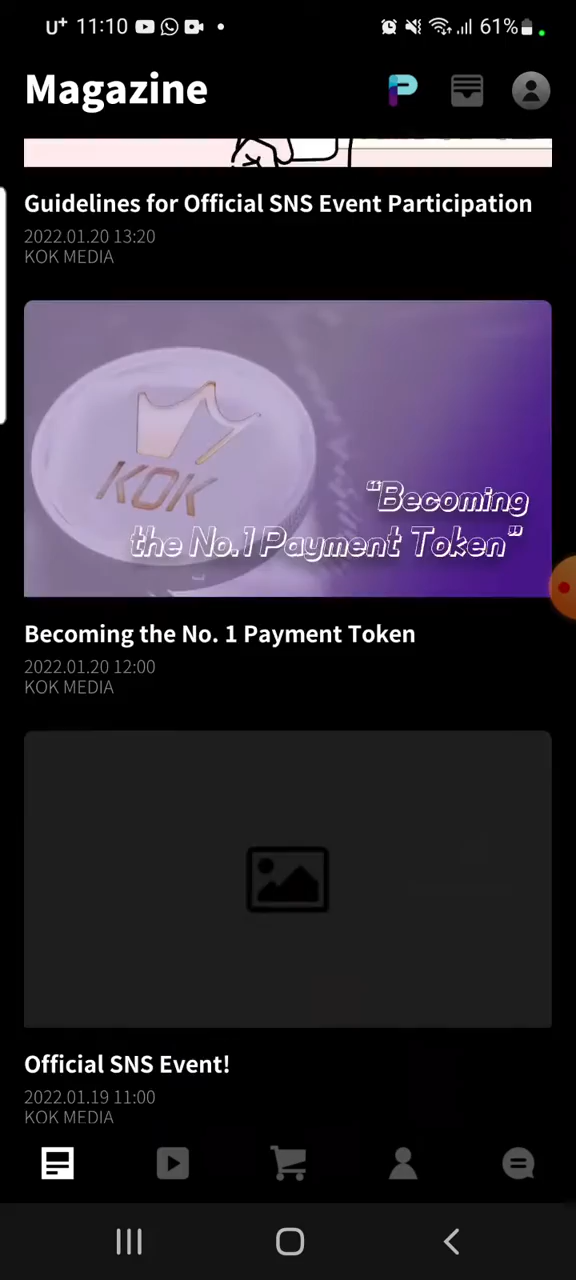 U+ 11:10 61%
Magazine
Guidelines for Official SNS Event Participation
2022.01.20 13:20
KOK MEDIA
KOK
"Becoming
the No.1 Payment Token"
Becoming the No. 1 Payment Token
2022.01.20 12:00
KOK MEDIA
Official SNS Event!
2022.01.19 11:00
KOK MEDIA